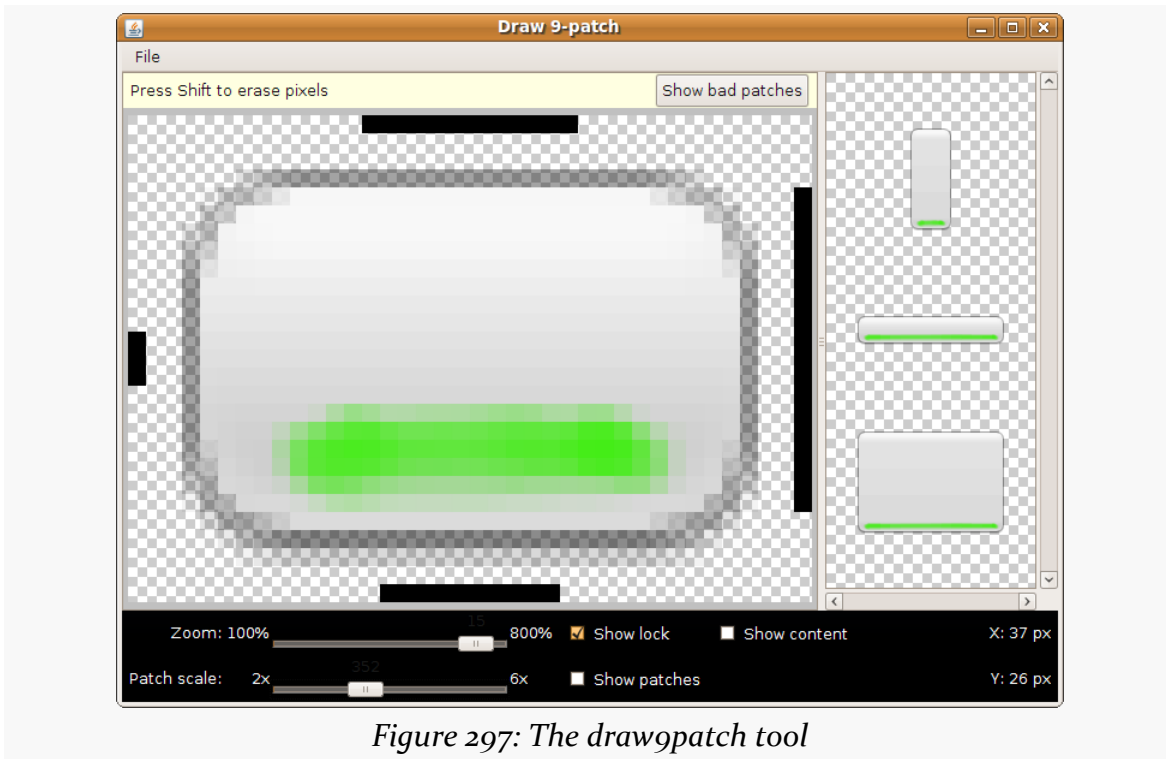 Draw 9-patch
File
Press Shift to erase pixels
Show bad patches
15
Zoom: 100%
800%
Show lock
Show content
X: 37 px
352
Patch scale: 2x
6x
Show patches
Y: 26 px
Figure 297: The draw9patch tool